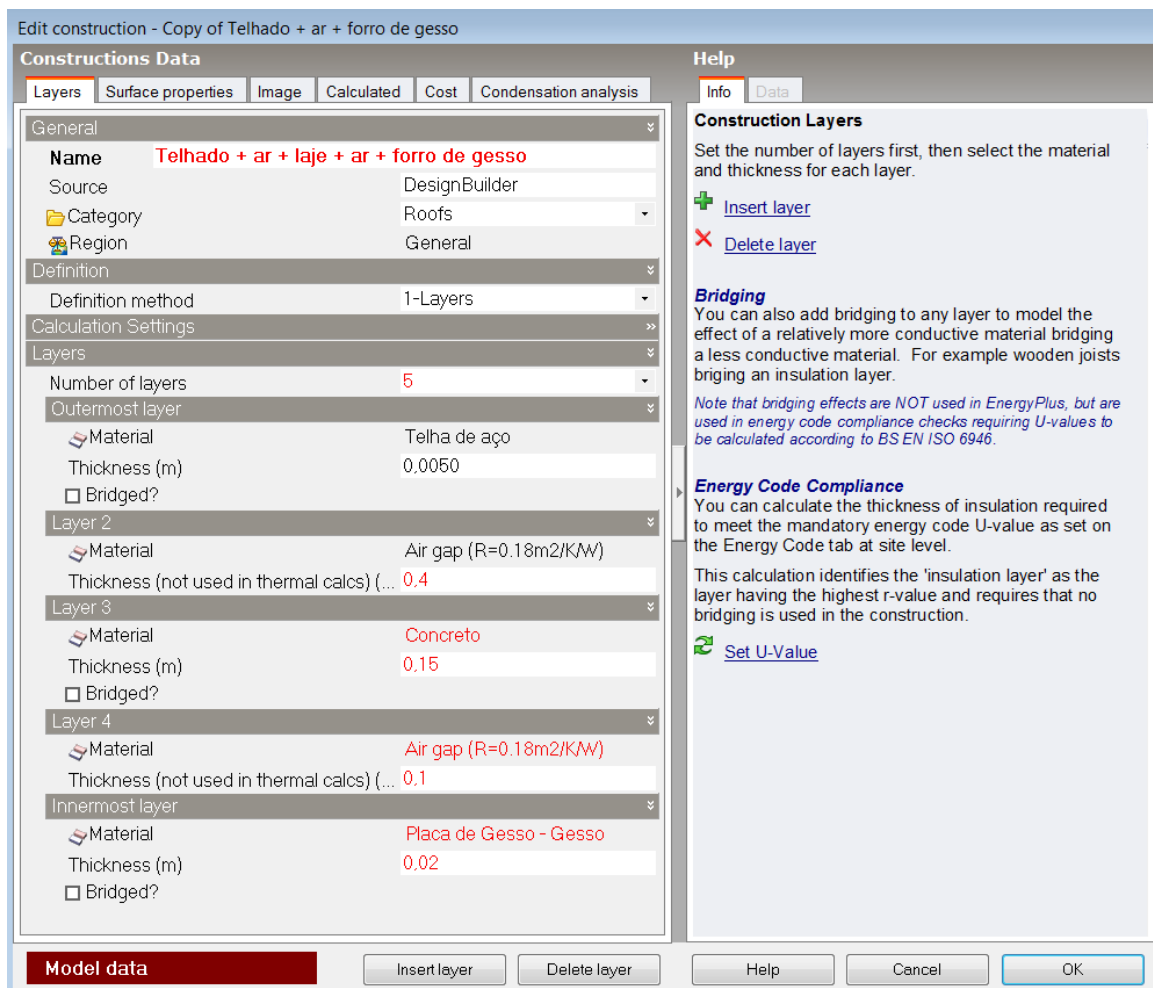 Edit construction - Copy of Telhado + ar + forro de gesso
Constructions Data
Layers Surface properties Image Calculated Cost Condensation analysis
General
Name Telhado + ar + laje + ar + forro de gesso
Source DesignBuilder
Category Roofs
Region General
Definition
Definition method 1-Layers
Calculation Settings
Layers
Number of layers 5
Outermost layer
Material Telha de aço
Thickness (m) 0,0050
Bridged?
Layer 2
Material Air gap (R=0.18m2/K/W)
Thickness (not used in thermal calcs) (... 0,4
Layer 3
Material Concreto
Thickness (m) 0,15
Bridged?
Layer 4
Material Air gap (R=0.18m2/K/W)
Thickness (not used in thermal calcs) (... 0,1
Innermost layer
Material Placa de Gesso - Gesso
Thickness (m) 0,02
Bridged?
Model data
Insert layer Delete layer
Help
Info Data
Construction Layers
Set the number of layers first, then select the material
and thickness for each layer.
Insert layer
Delete layer
Bridging
You can also add bridging to any layer to model the
effect of a relatively more conductive material bridging
a less conductive material. For example wooden joists
briging an insulation layer.
Note that bridging effects are NOT used in EnergyPlus, but are
used in energy code compliance checks requiring U-values to
be calculated according to BS EN ISO 6946.
Energy Code Compliance
You can calculate the thickness of insulation required
to meet the mandatory energy code U-value as set on
the Energy Code tab at site level.
This calculation identifies the 'insulation layer' as the
layer having the highest r-value and requires that no
bridging is used in the construction.
Set U-Value
Help Cancel OK